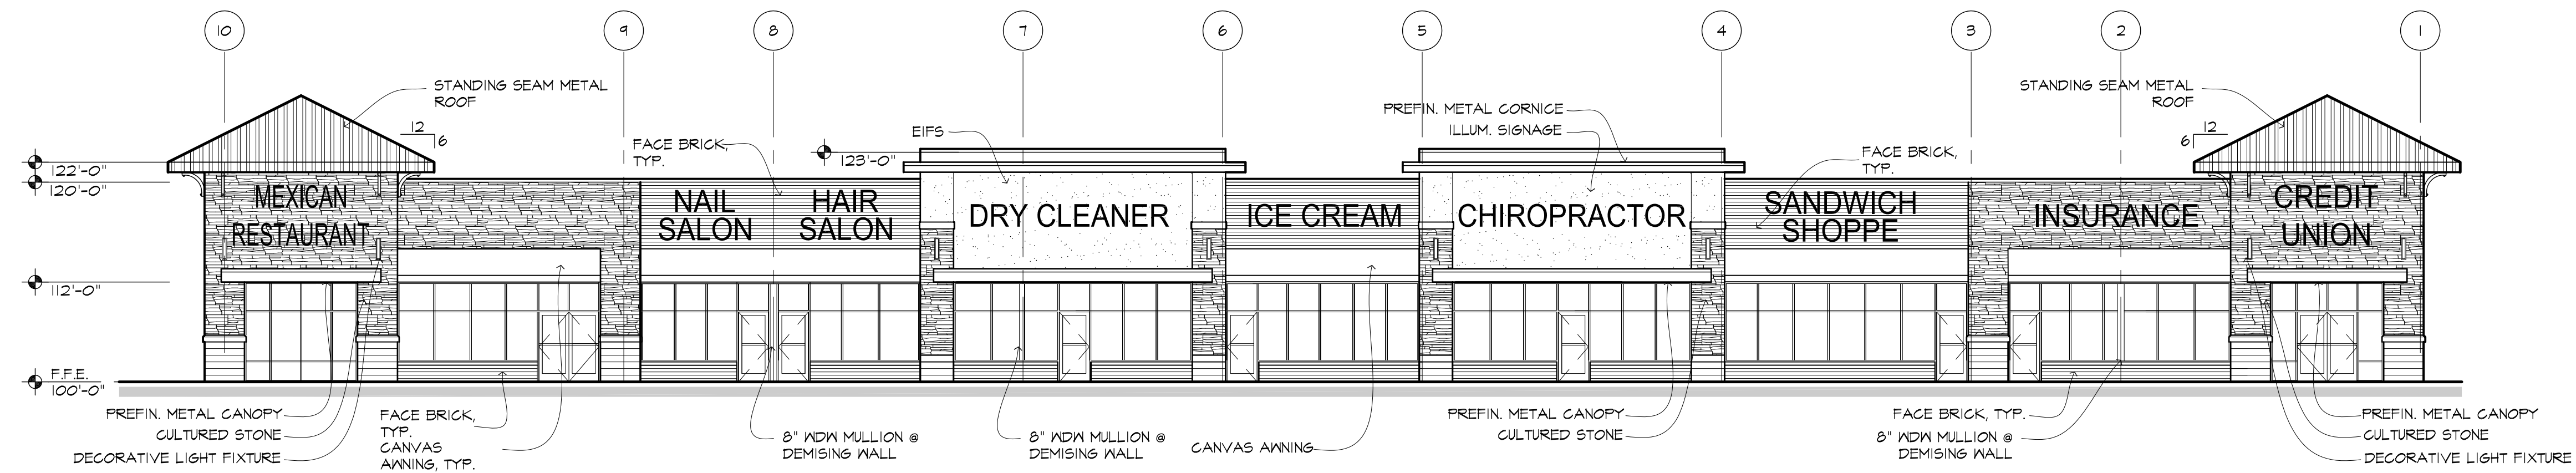 10
9
8
7
6
5
4
3
2
1
STANDING SEAM METAL
ROOF
12
6
FACE BRICK,
TYP.
EIFS
123'-0"
PREFIN. METAL CORNICE
ILLUM. SIGNAGE
FACE BRICK,
TYP.
STANDING SEAM METAL
ROOF
12
6
122'-0"
120'-0"
112'-0"
F.F.E.
100'-0"
MEXICAN
RESTAURANT
NAIL
SALON
HAIR
SALON
DRY CLEANER
ICE CREAM
CHIROPRACTOR
SANDWICH
SHOPPE
INSURANCE
CREDIT
UNION
PREFIN. METAL CANOPY
CULTURED STONE
DECORATIVE LIGHT FIXTURE
FACE BRICK,
TYP.
CANVAS
AWNING, TYP.
8" WDW MULLION @
DEMISING WALL
8" WDW MULLION @
DEMISING WALL
CANVAS AWNING
PREFIN. METAL CANOPY
CULTURED STONE
FACE BRICK, TYP.
8" WDW MULLION @
DEMISING WALL
PREFIN. METAL CANOPY
CULTURED STONE
DECORATIVE LIGHT FIXTURE